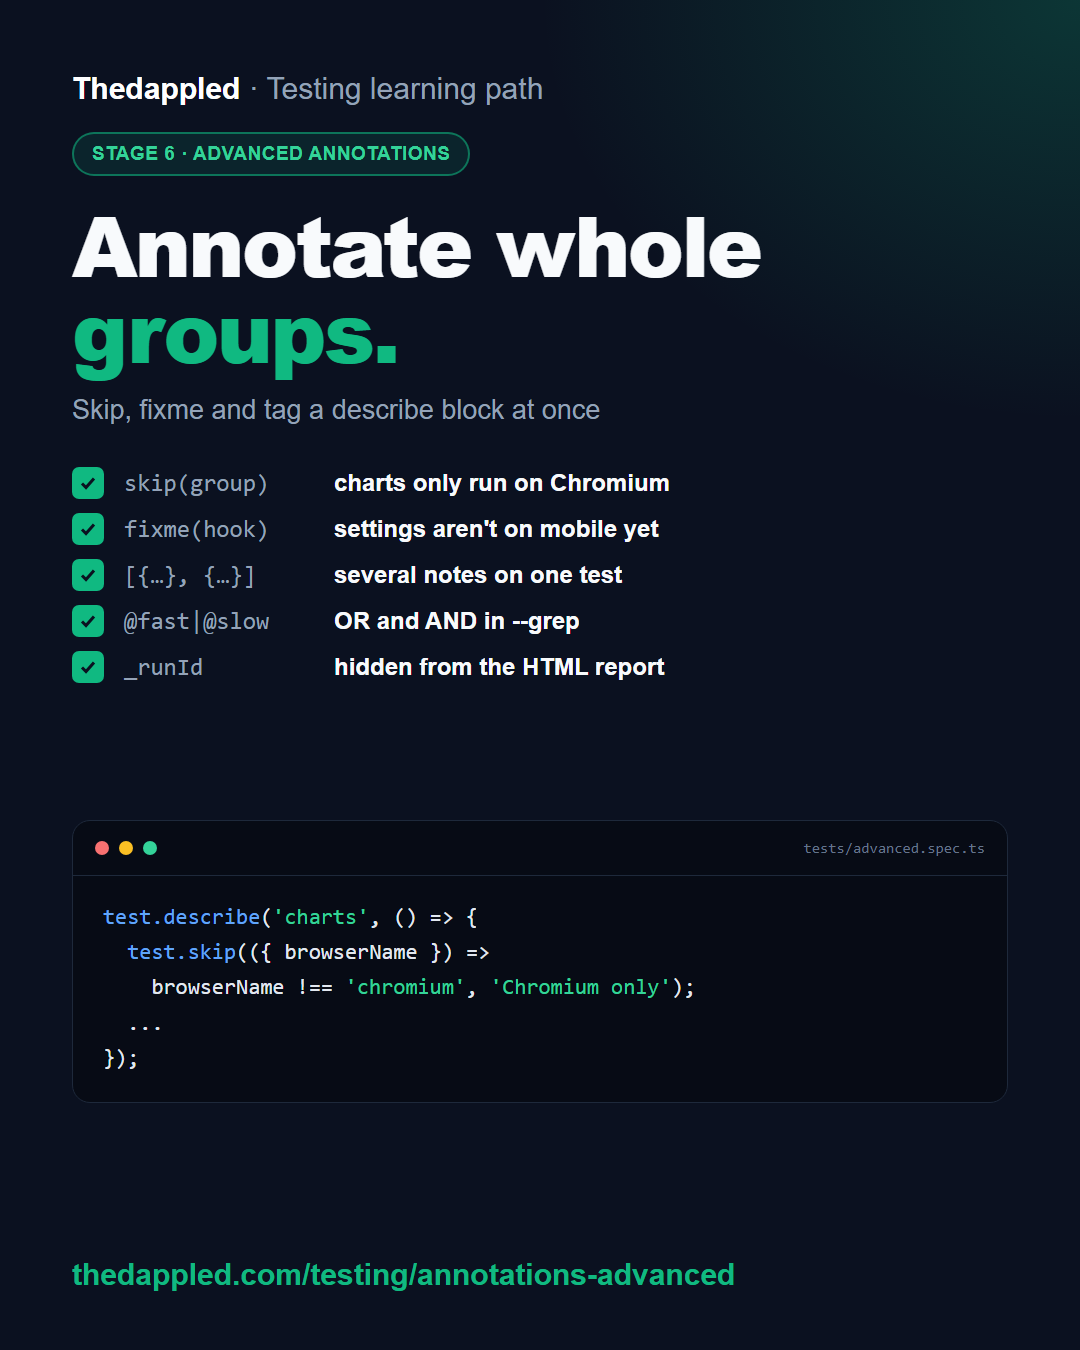 Thedappled · Testing learning path
STAGE 6 · ADVANCED ANNOTATIONS
Annotate whole
groups.
Skip, fixme and tag a describe block at once
skip(group) charts only run on Chromium
fixme(hook) settings aren't on mobile yet
[{…}, {…}] several notes on one test
@fast|@slow OR and AND in --grep
_runId hidden from the HTML report
tests/advanced.spec.ts
test.describe('charts', () => {
  test.skip(({ browserName }) =>
    browserName !== 'chromium', 'Chromium only');
  ...
});
thedappled.com/testing/annotations-advanced